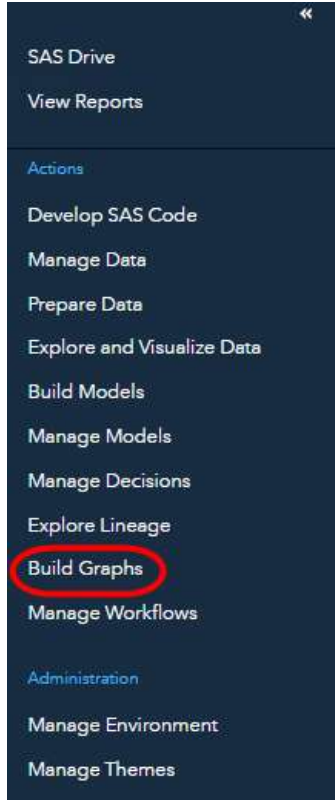 «
SAS Drive
View Reports
Actions
Develop SAS Code
Manage Data
Prepare Data
Explore and Visualize Data
Build Models
Manage Models
Manage Decisions
Explore Lineage
Build Graphs
Manage Workflows
Administration
Manage Environment
Manage Themes